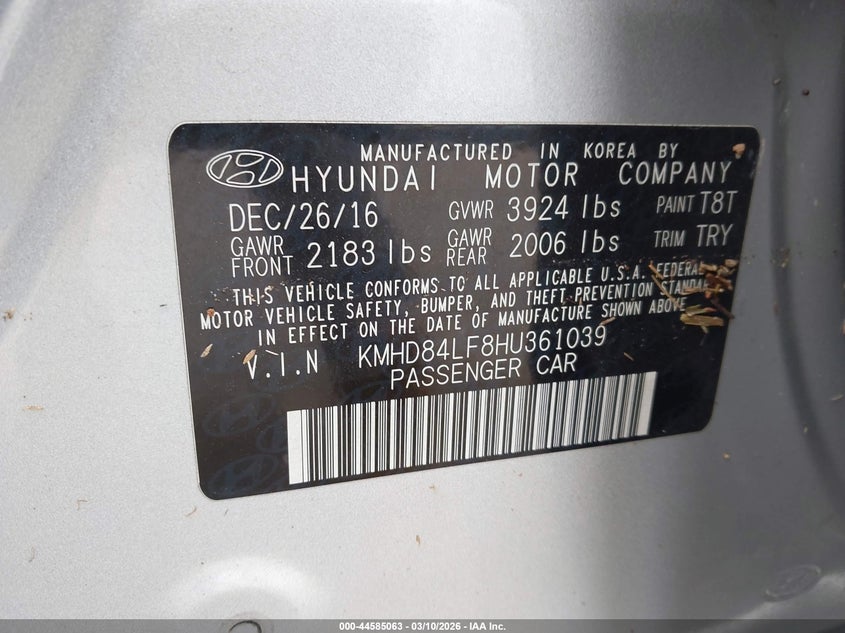 MANUFACTURED IN KOREA BY
HYUNDAI MOTOR COMPANY
DEC/26/16 GVWR 3924 lbs PAINT T8T
GAWR FRONT 2183 lbs GAWR REAR 2006 lbs TRIM TRY
THIS VEHICLE CONFORMS TO ALL APPLICABLE U.S.A. FEDERAL
MOTOR VEHICLE SAFETY, BUMPER, AND THEFT PREVENTION STANDARDS
IN EFFECT ON THE DATE OF MANUFACTURE SHOWN ABOVE
V.I.N KMHD84LF8HU361039
PASSENGER CAR
000-44585063 — 03/10/2026 — IAA Inc.